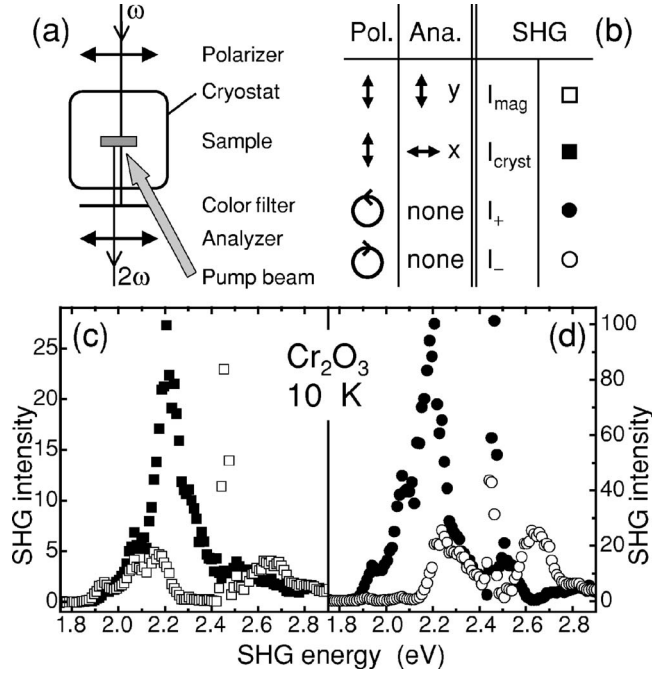 (a)
ω
Polarizer
Cryostat
Sample
Color filter
Analyzer
2ω
Pump beam
Pol. Ana. SHG (b)
y I_mag
x I_cryst
none I_+
none I_−
(c)
SHG intensity
25
20
15
10
5
0
1.8 2.0 2.2 2.4 2.6 2.8
Cr₂O₃
10 K
(d)
100
80
60
40
20
0
SHG intensity
1.8 2.0 2.2 2.4 2.6 2.8
SHG energy (eV)